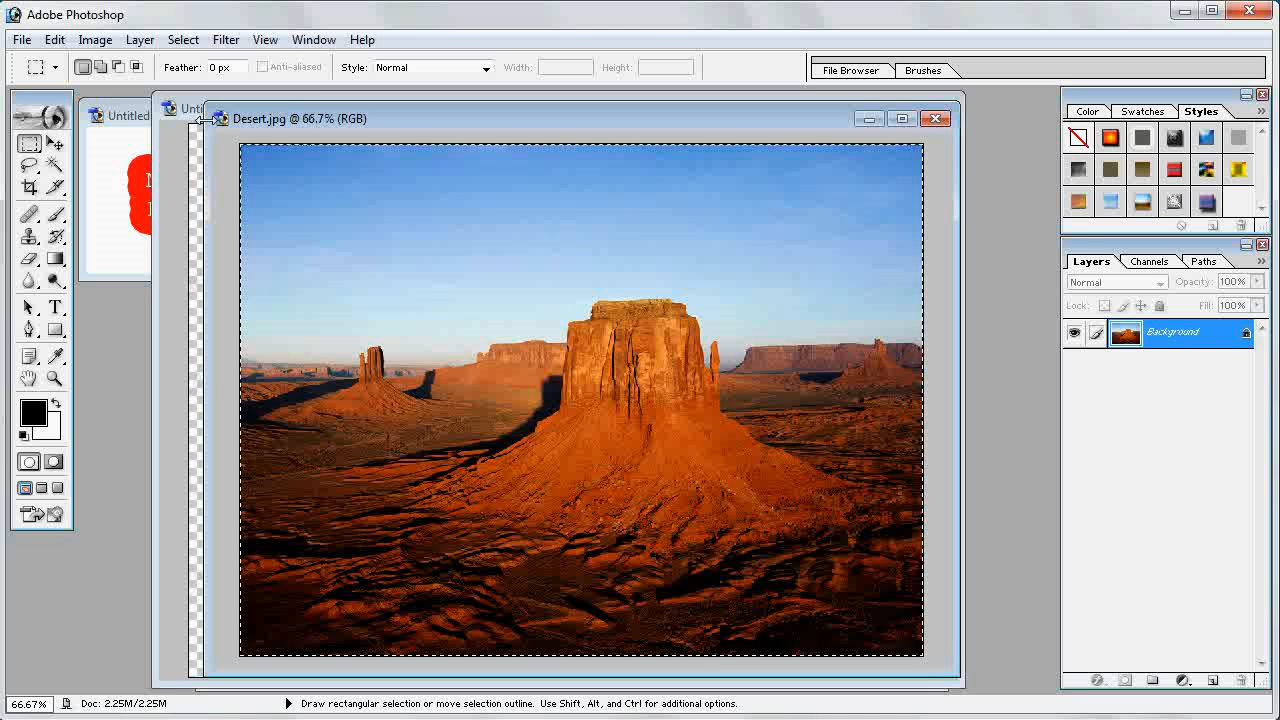 Adobe Photoshop
File Edit Image Layer Select Filter View Window Help
Feather: 0 px Anti-aliased Style: Normal Width: Height: File Browser Brushes
Untitled
Unti
Desert.jpg @ 66.7% (RGB)
Color Swatches Styles
Layers Channels Paths
Normal Opacity: 100%
Lock: Fill: 100%
Background
T
66.67% Doc: 2.25M/2.25M Draw rectangular selection or move selection outline. Use Shift, Alt, and Ctrl for additional options.